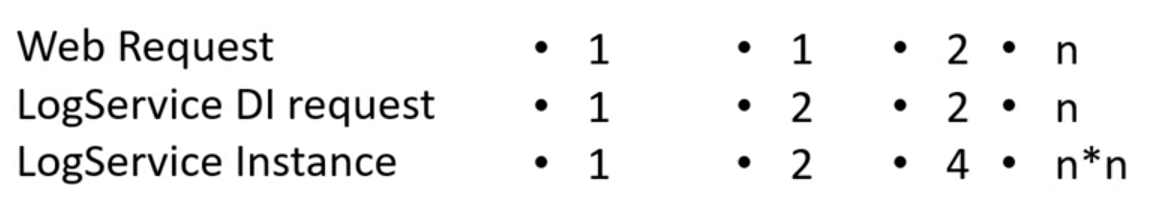 Web Request • 1 • 1 • 2 • n
LogService DI request • 1 • 2 • 2 • n
LogService Instance • 1 • 2 • 4 • n*n